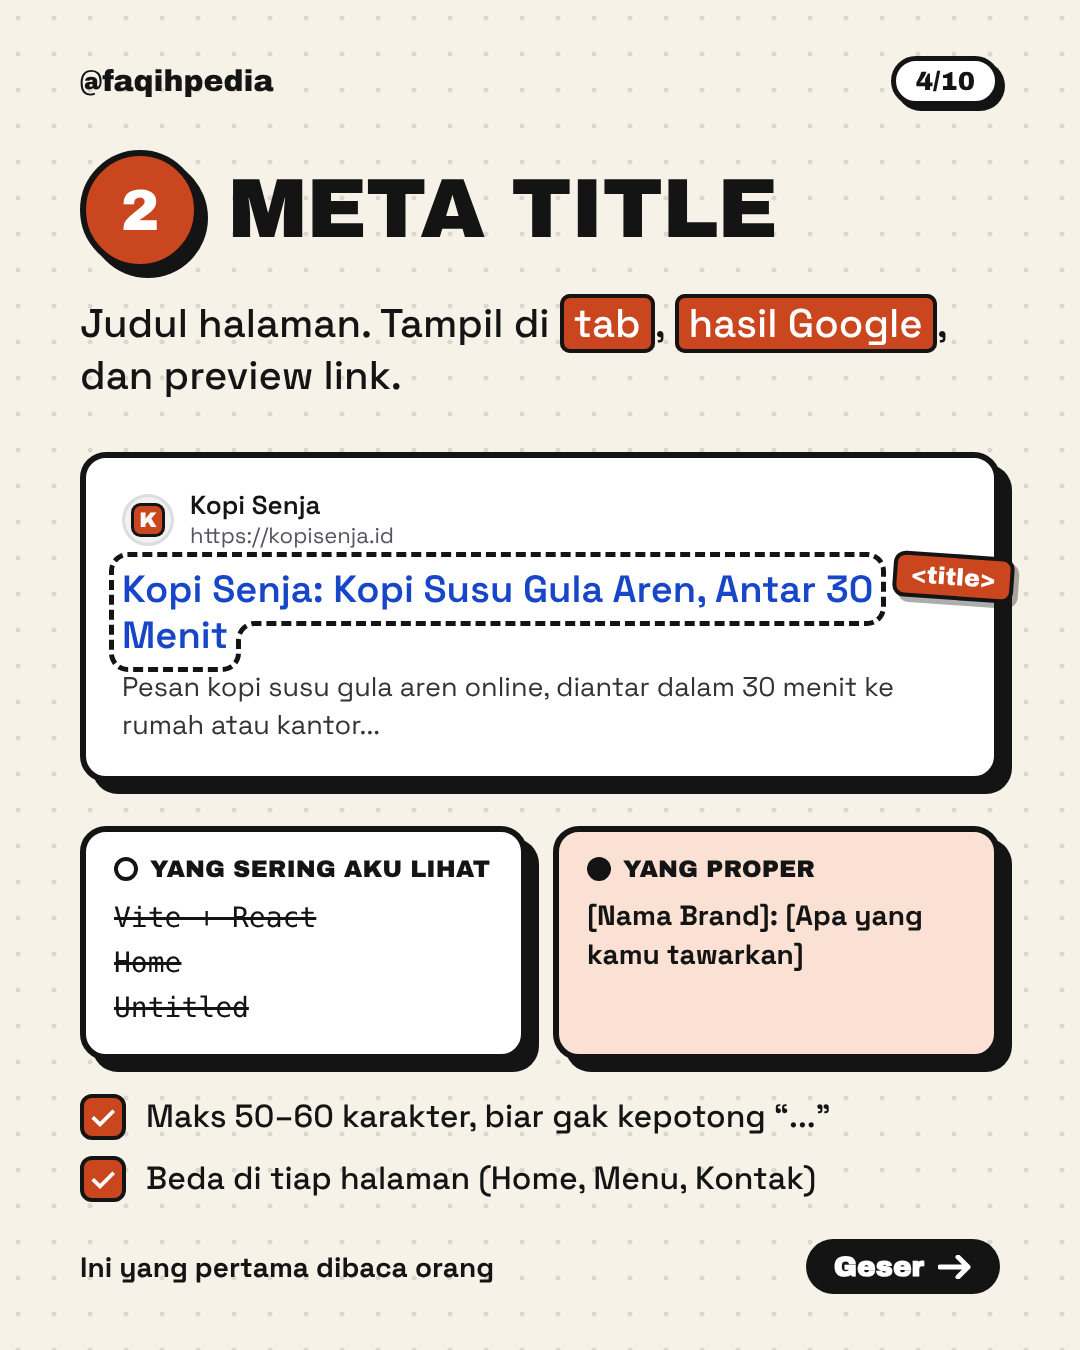 @faqihpedia
4/10
2
META TITLE
Judul halaman. Tampil di tab, hasil Google,
dan preview link.
K
Kopi Senja
https://kopisenja.id
Kopi Senja: Kopi Susu Gula Aren, Antar 30
Menit
<title>
Pesan kopi susu gula aren online, diantar dalam 30 menit ke
rumah atau kantor...
YANG SERING AKU LIHAT
Vite + React
Home
Untitled
YANG PROPER
[Nama Brand]: [Apa yang
kamu tawarkan]
Maks 50–60 karakter, biar gak kepotong “...”
Beda di tiap halaman (Home, Menu, Kontak)
Ini yang pertama dibaca orang
Geser →